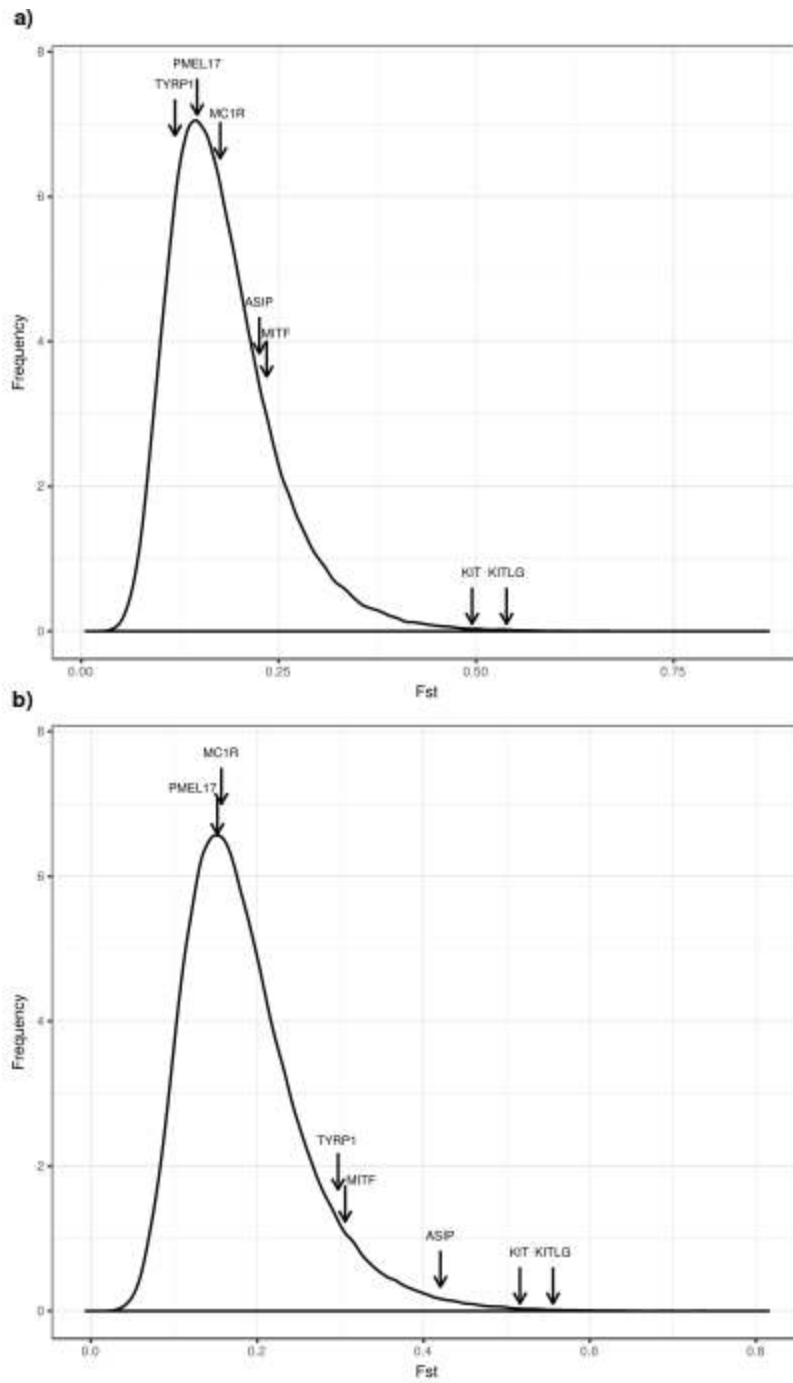 a)
8
PMEL17
TYRP1
MC1R
6
ASIP
MITF
4
Frequency
2
KIT KITLG
0
0.00 0.25 0.50 0.75
Fst
b)
8
MC1R
PMEL17
6
4
Frequency
TYRP1
2
MITF
ASIP
KIT KITLG
0
0.0 0.2 0.4 0.6 0.8
Fst